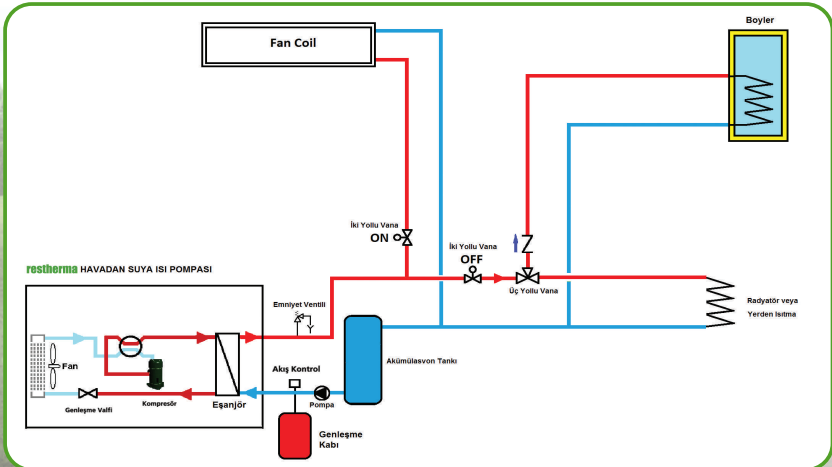 Boyler
Fan Coil
İki Yollu Vana
ON
İki Yollu Vana
OFF
restherma HAVADAN SUYA ISI POMPASI
Üç Yollu Vana
Emniyet Ventili
Radyatör veya
Yerden Isıtma
Akümülasyon Tankı
Fan
Akış Kontrol
Kompresör
Eşanjör
Pompa
Genleşme Valfi
Genleşme
Kabı